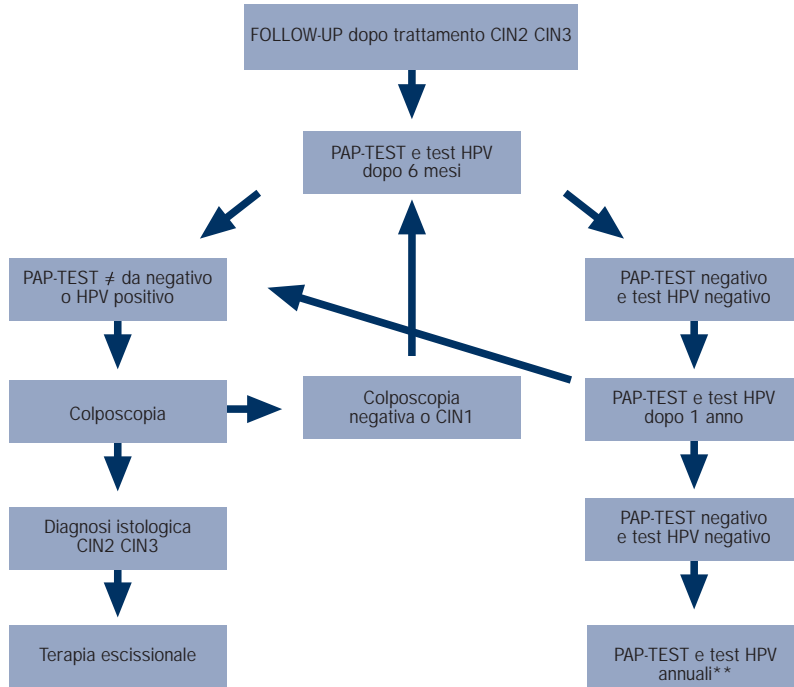 FOLLOW-UP dopo trattamento CIN2 CIN3
PAP-TEST e test HPV
dopo 6 mesi
PAP-TEST ≠ da negativo
o HPV positivo
PAP-TEST negativo
e test HPV negativo
Colposcopia
Colposcopia
negativa o CIN1
PAP-TEST e test HPV
dopo 1 anno
Diagnosi istologica
CIN2 CIN3
PAP-TEST negativo
e test HPV negativo
Terapia escissionale
PAP-TEST e test HPV
annuali**